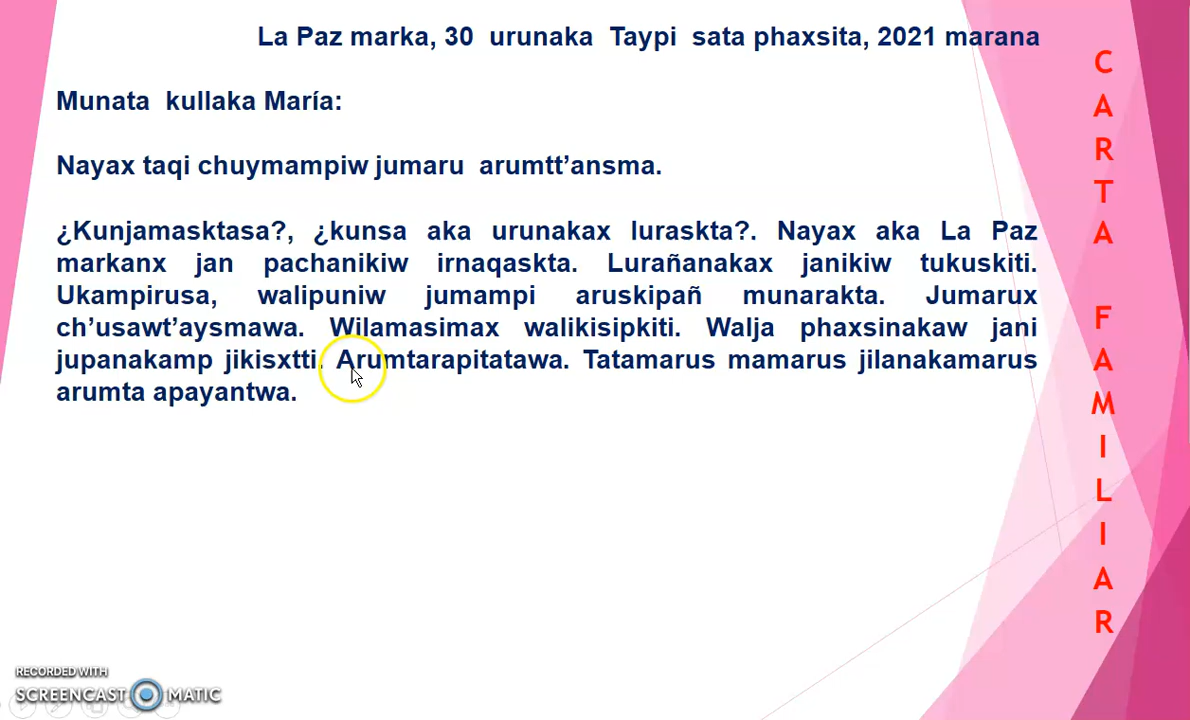 La Paz marka, 30 urunaka Taypi sata phaxsita, 2021 marana
Munata kullaka María:
Nayax taqi chuymampiw jumaru arumtt’ansma.
¿Kunjamasktasa?, ¿kunsa aka urunakax luraskta?. Nayax aka La Paz
markanx jan pachanikiw irnaqaskta. Lurañanakax janikiw tukuskiti.
Ukampirusa, walipuniw jumampi aruskipañ munarakta. Jumarux
ch’usawt’aysmawa. Wilamasimax walikisipkiti. Walja phaxsinakaw jani
jupanakamp jikisxtti. Arumtarapitatawa. Tatamarus mamarus jilanakamarus
arumta apayantwa.
CARTA FAMILIAR
RECORDED WITH
SCREENCAST MATIC